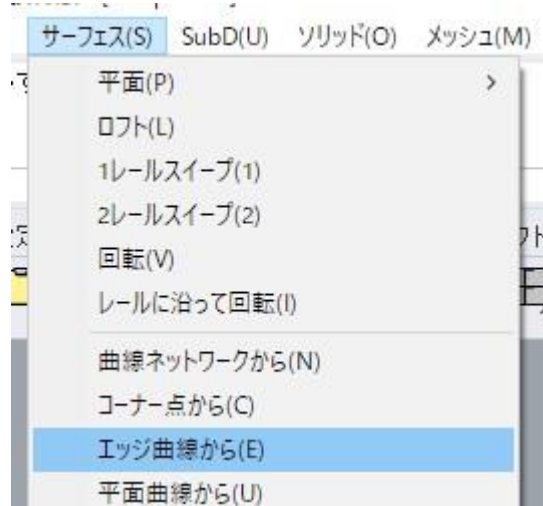 サーフェス(S) SubD(U) ソリッド(O) メッシュ(M)
平面(P) >
ロフト(L)
1レールスイープ(1)
2レールスイープ(2)
回転(V)
レールに沿って回転(I)
曲線ネットワークから(N)
コーナー点から(C)
エッジ曲線から(E)
平面曲線から(U)